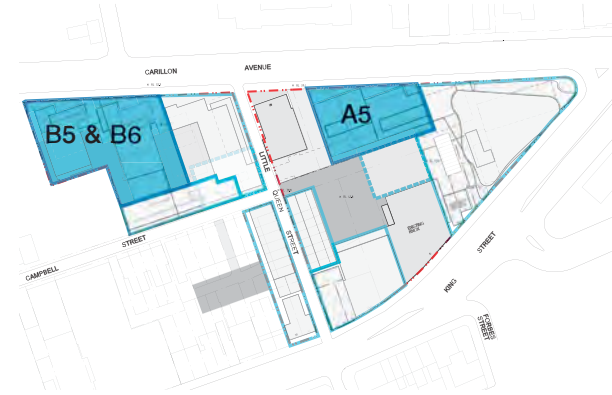 CARILLON AVENUE
B5 & B6
A5
LITTLE
QUEEN
STREET
STREET
CAMPBELL
STREET
KING
FORBES
STREET